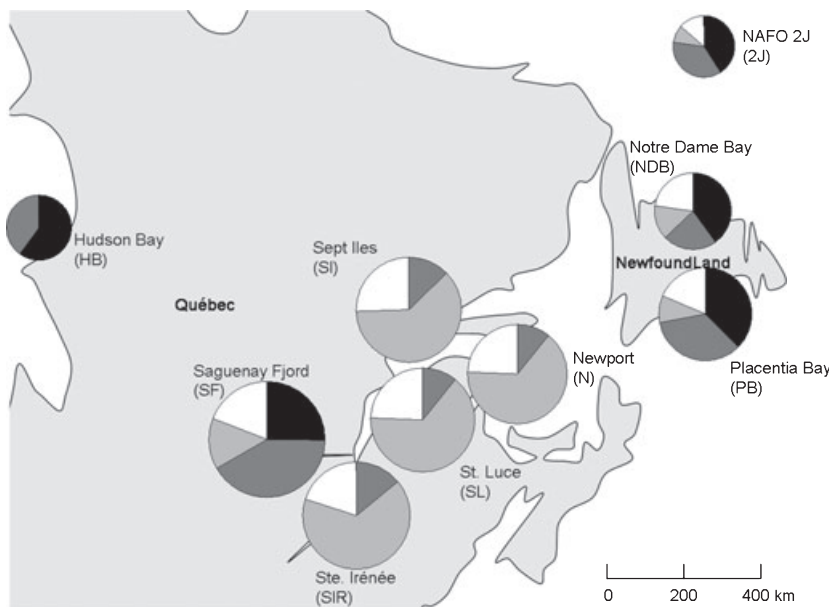 NAFO 2J
(2J)
Notre Dame Bay
(NDB)
Hudson Bay
(HB)
Sept Iles
(SI)
NewfoundLand
Québec
Newport
(N)
Placentia Bay
(PB)
Saguenay Fjord
(SF)
St. Luce
(SL)
Ste. Irénée
(SIR)
0 200 400 km